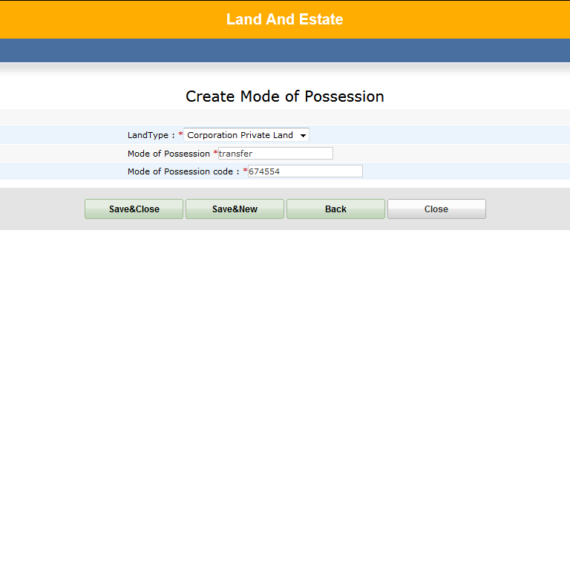 Land And Estate
Create Mode of Possession
LandType : * Corporation Private Land
Mode of Possession *transfer
Mode of Possession code : *674554
Save&Close Save&New Back Close